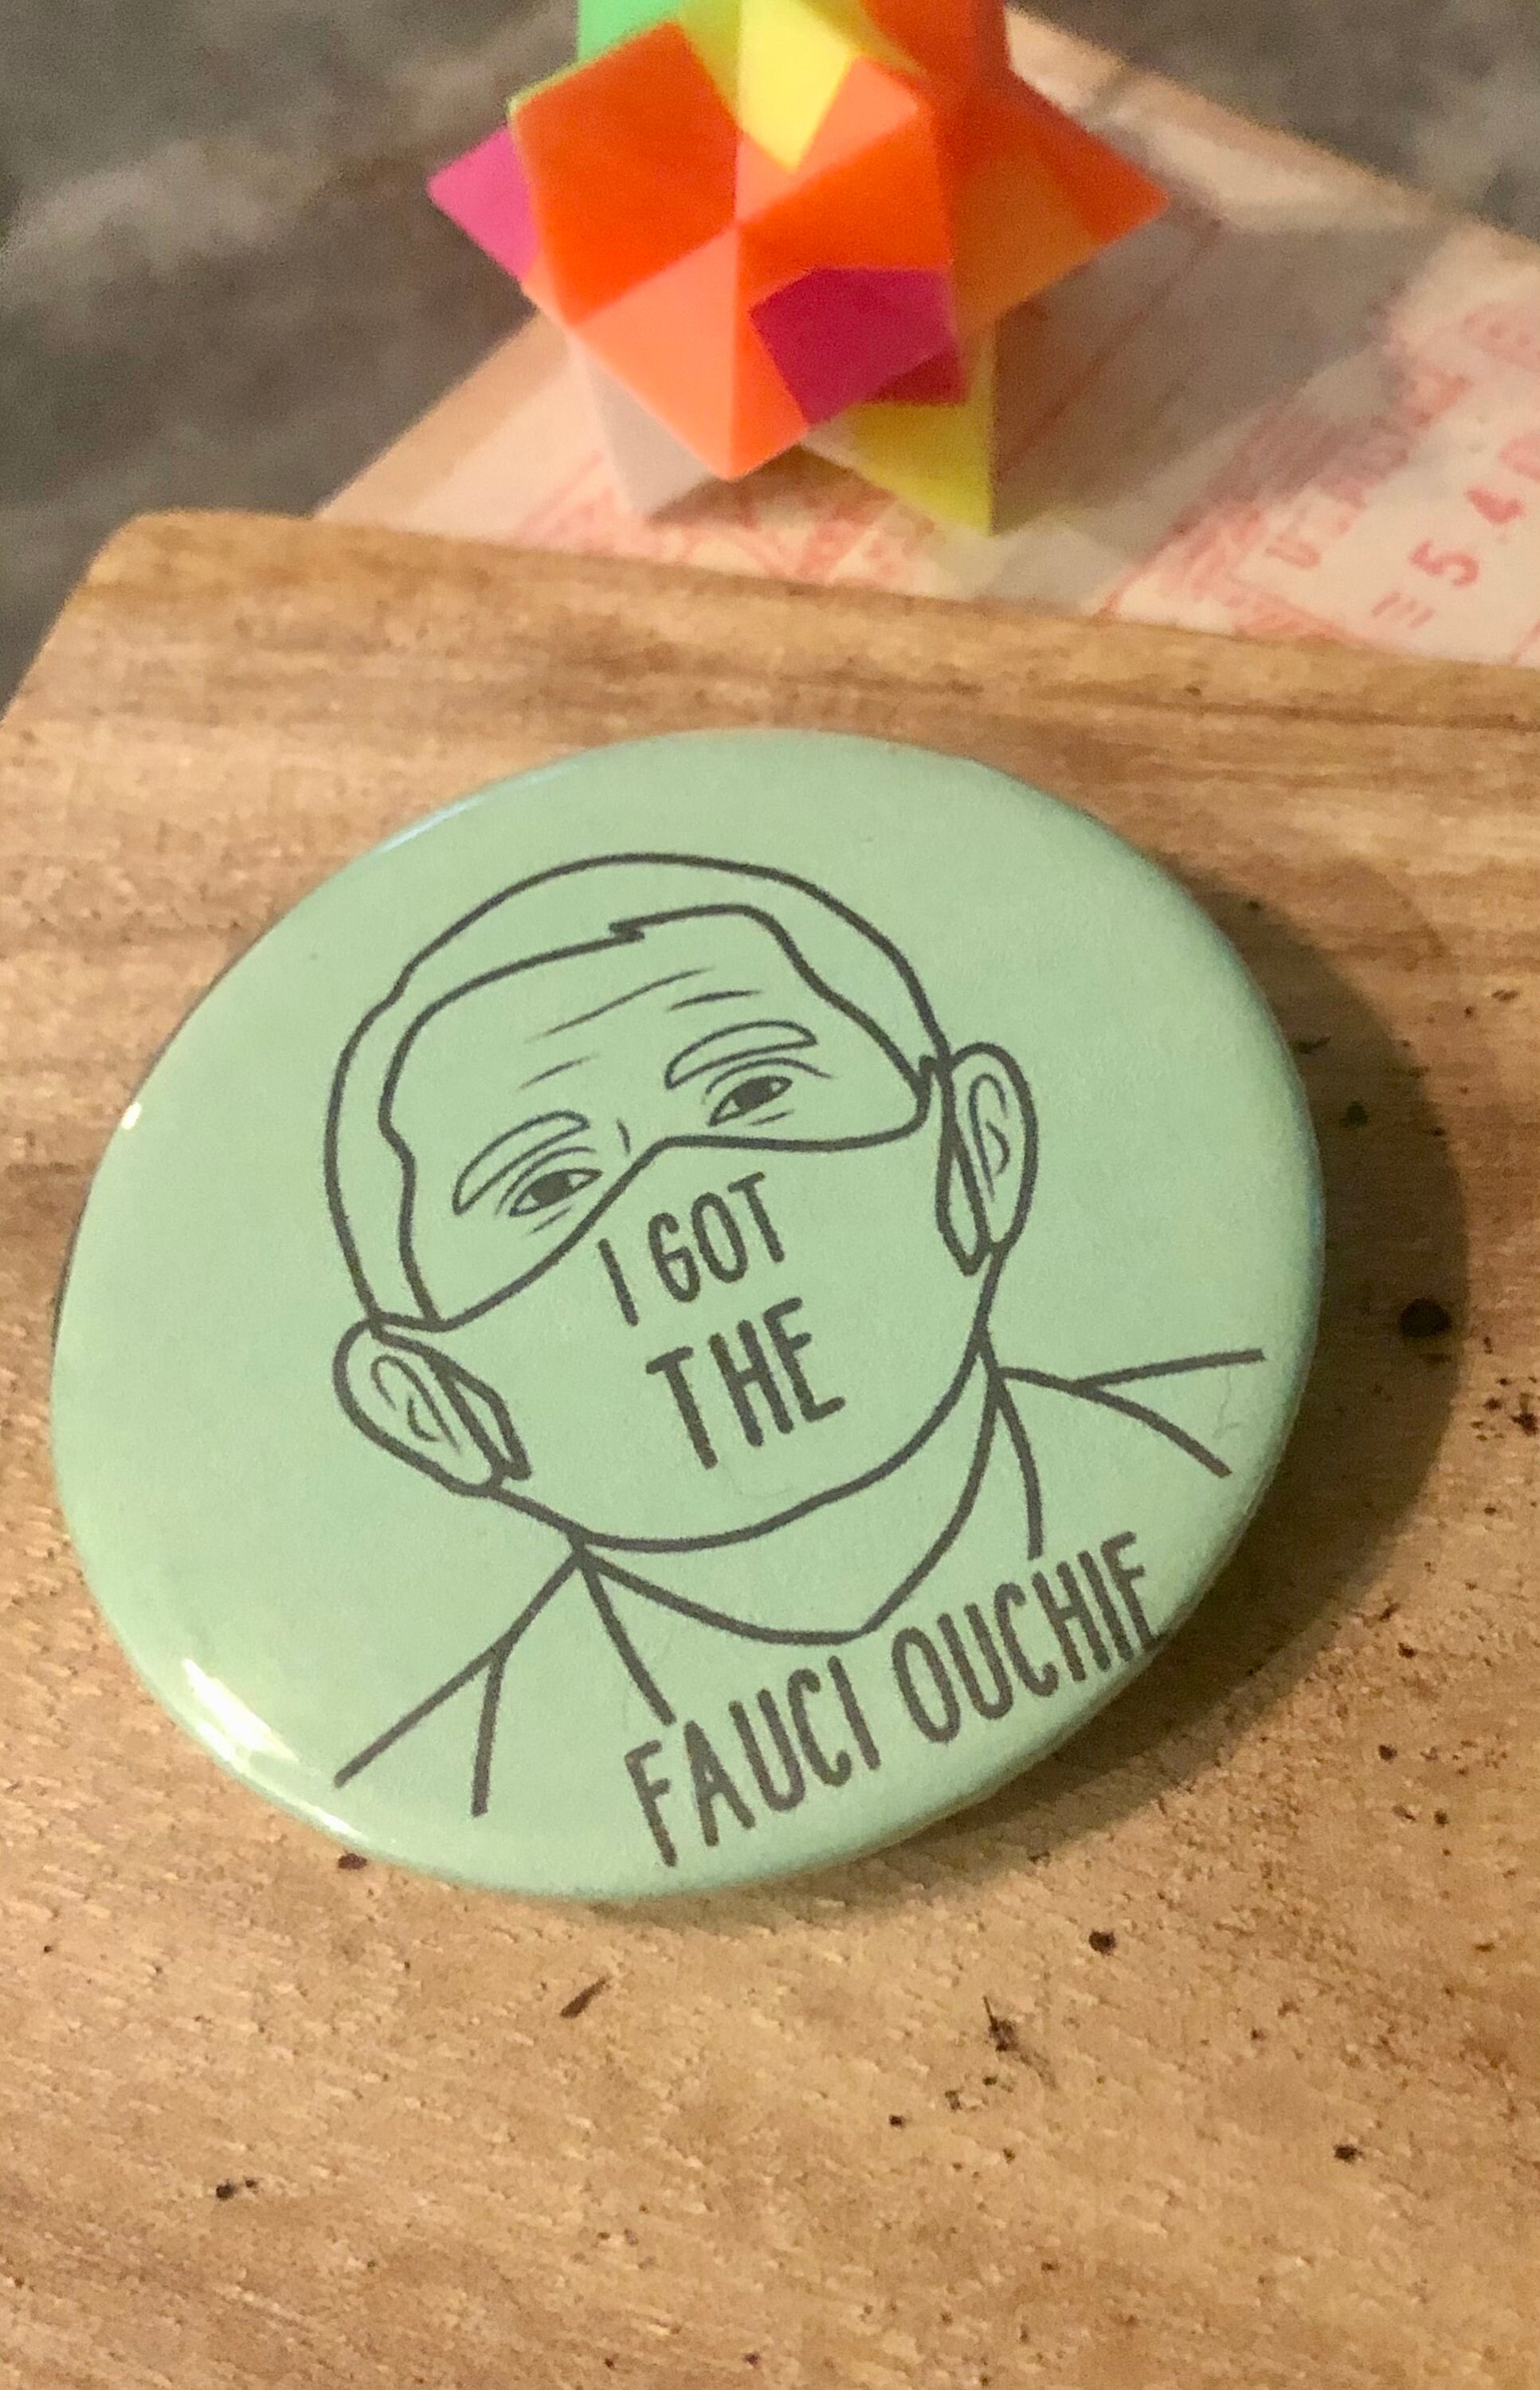 I GOT
THE
FAUCI OUCHIE